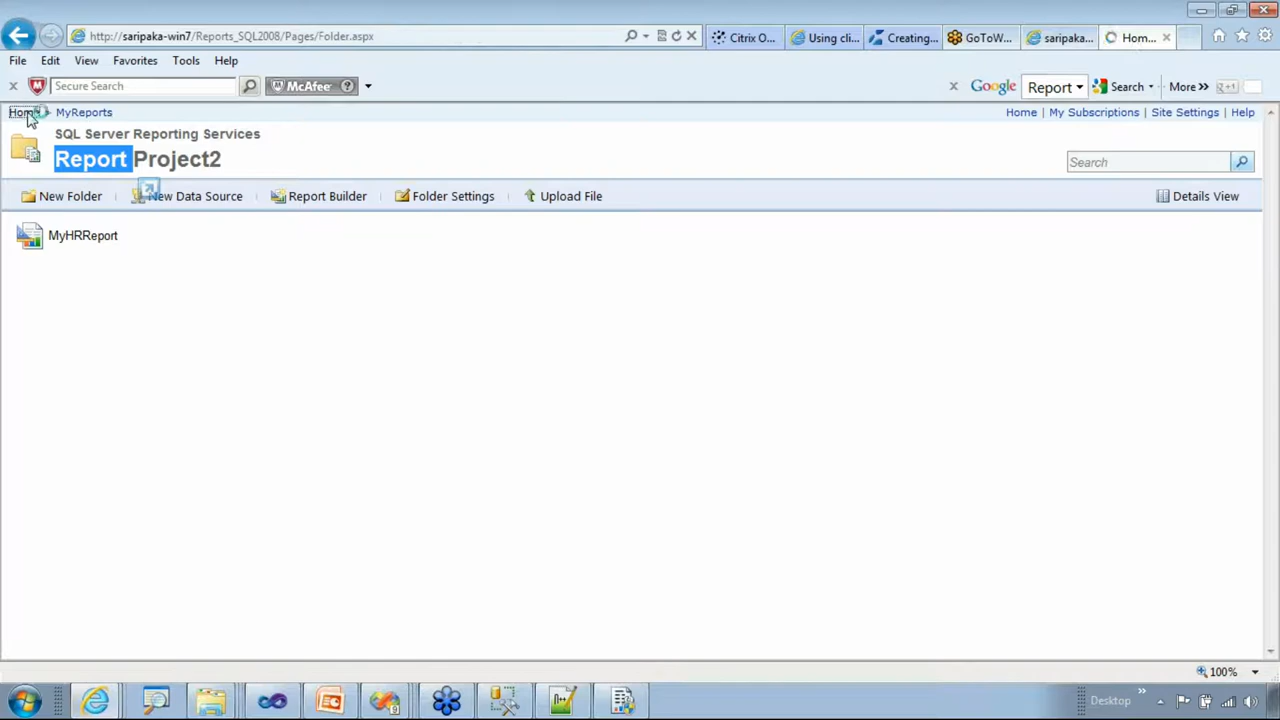 http://saripaka-win7/Reports_SQL2008/Pages/Folder.aspx
Citrix O...
Using cli...
Creating...
GoToW...
saripaka...
Hom...
File Edit View Favorites Tools Help
Secure Search McAfee Google Report Search More »
Home MyReports
Home | My Subscriptions | Site Settings | Help
SQL Server Reporting Services
Report Project2
Search
New Folder New Data Source Report Builder Folder Settings Upload File Details View
MyHRReport
100%
Desktop